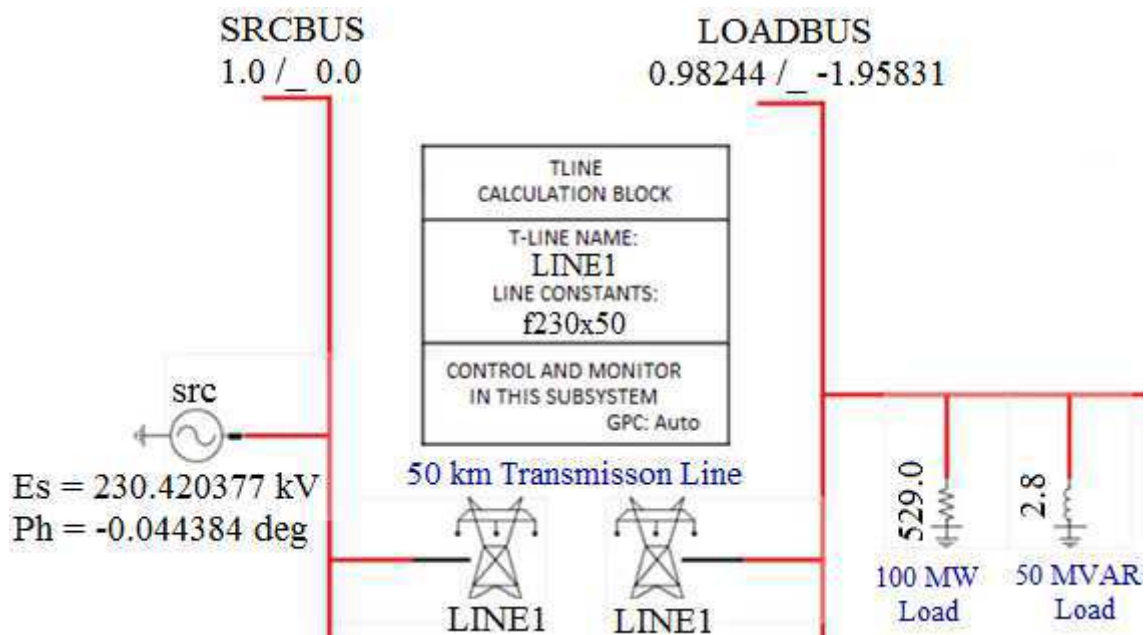 SRCBUS
1.0 /_ 0.0
LOADBUS
0.98244 /_ -1.95831
TLINE
CALCULATION BLOCK
T-LINE NAME:
LINE1
LINE CONSTANTS:
f230x50
CONTROL AND MONITOR
IN THIS SUBSYSTEM
GPC: Auto
src
Es = 230.420377 kV
Ph = -0.044384 deg
50 km Transmisson Line
LINE1
LINE1
529.0
2.8
100 MW
Load
50 MVAR
Load